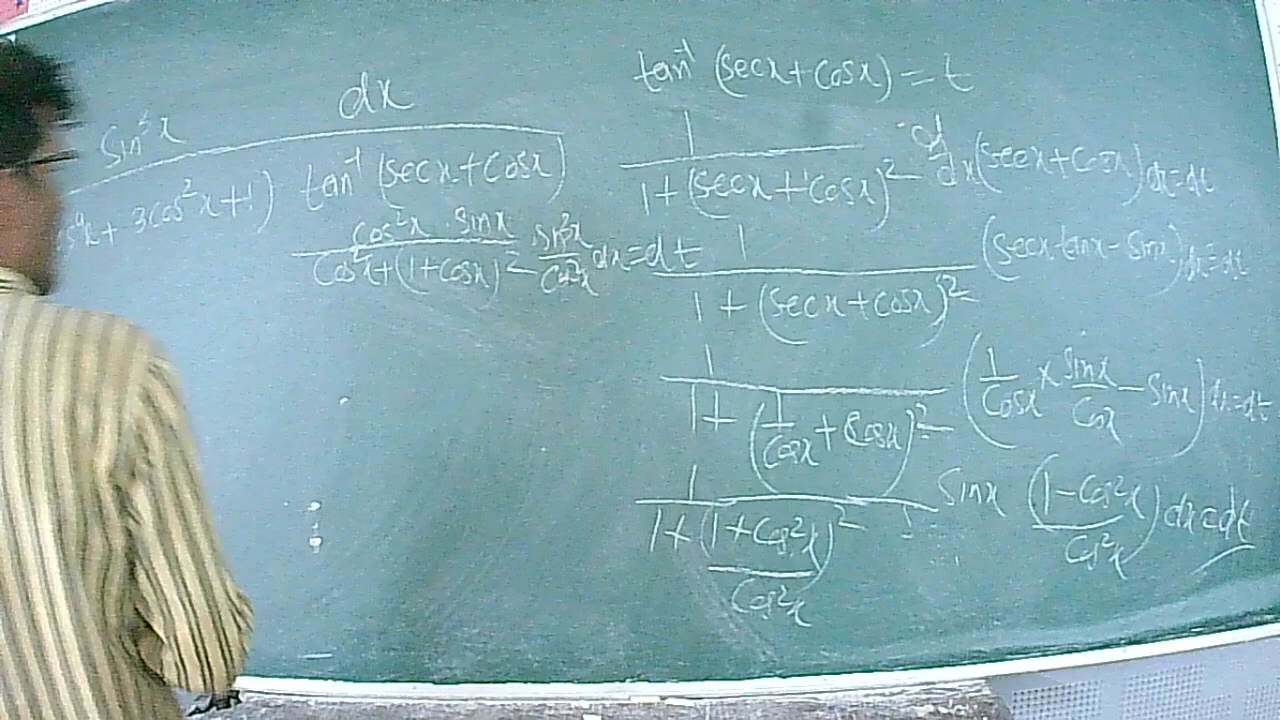 sin³x dx
s⁴x + 3cos²x + 1) tan⁻¹ (secx + cosx)
cos²x · sinx / cos²x + (1 + cosx)² sin²x / cos²x dx = dt
tan⁻¹ (secx + cosx) = t
1 / 1 + (secx + cosx)² d/dx (secx + cosx) dx = dt
1 / 1 + (secx + cosx)² (secx tanx - sinx) dx = dt
1 / 1 + (1/cosx + cosx)² (1/cosx × sinx/cosx - sinx) dx = dt
1 / 1 + (1 + cos²x)² / cos²x · sinx (1 - cos²x / cos²x) dx = dt